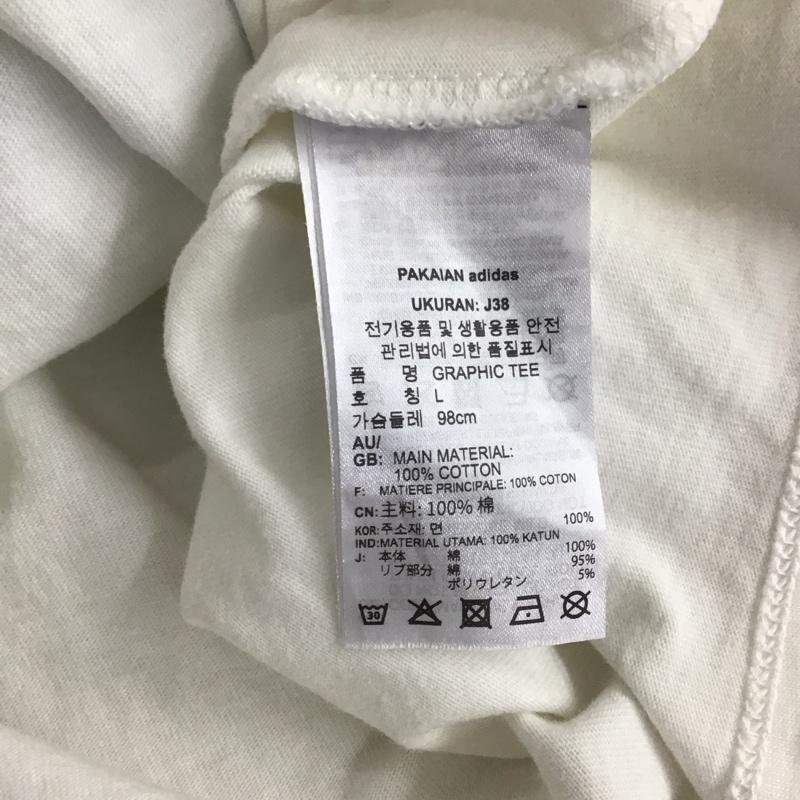 PAKAIAN adidas
UKURAN: J38
전기용품 및 생활용품 안전
관리법에 의한 품질표시
품 명 GRAPHIC TEE
호 칭 L
가슴둘레 98cm
AU/
GB: MAIN MATERIAL:
100% COTTON
F: MATIERE PRINCIPALE: 100% COTON
CN: 主料: 100% 棉
KOR: 주소재: 면 100%
IND: MATERIAL UTAMA: 100% KATUN
J: 本体 綿 100%
リブ部分 綿 95%
ポリウレタン 5%
30